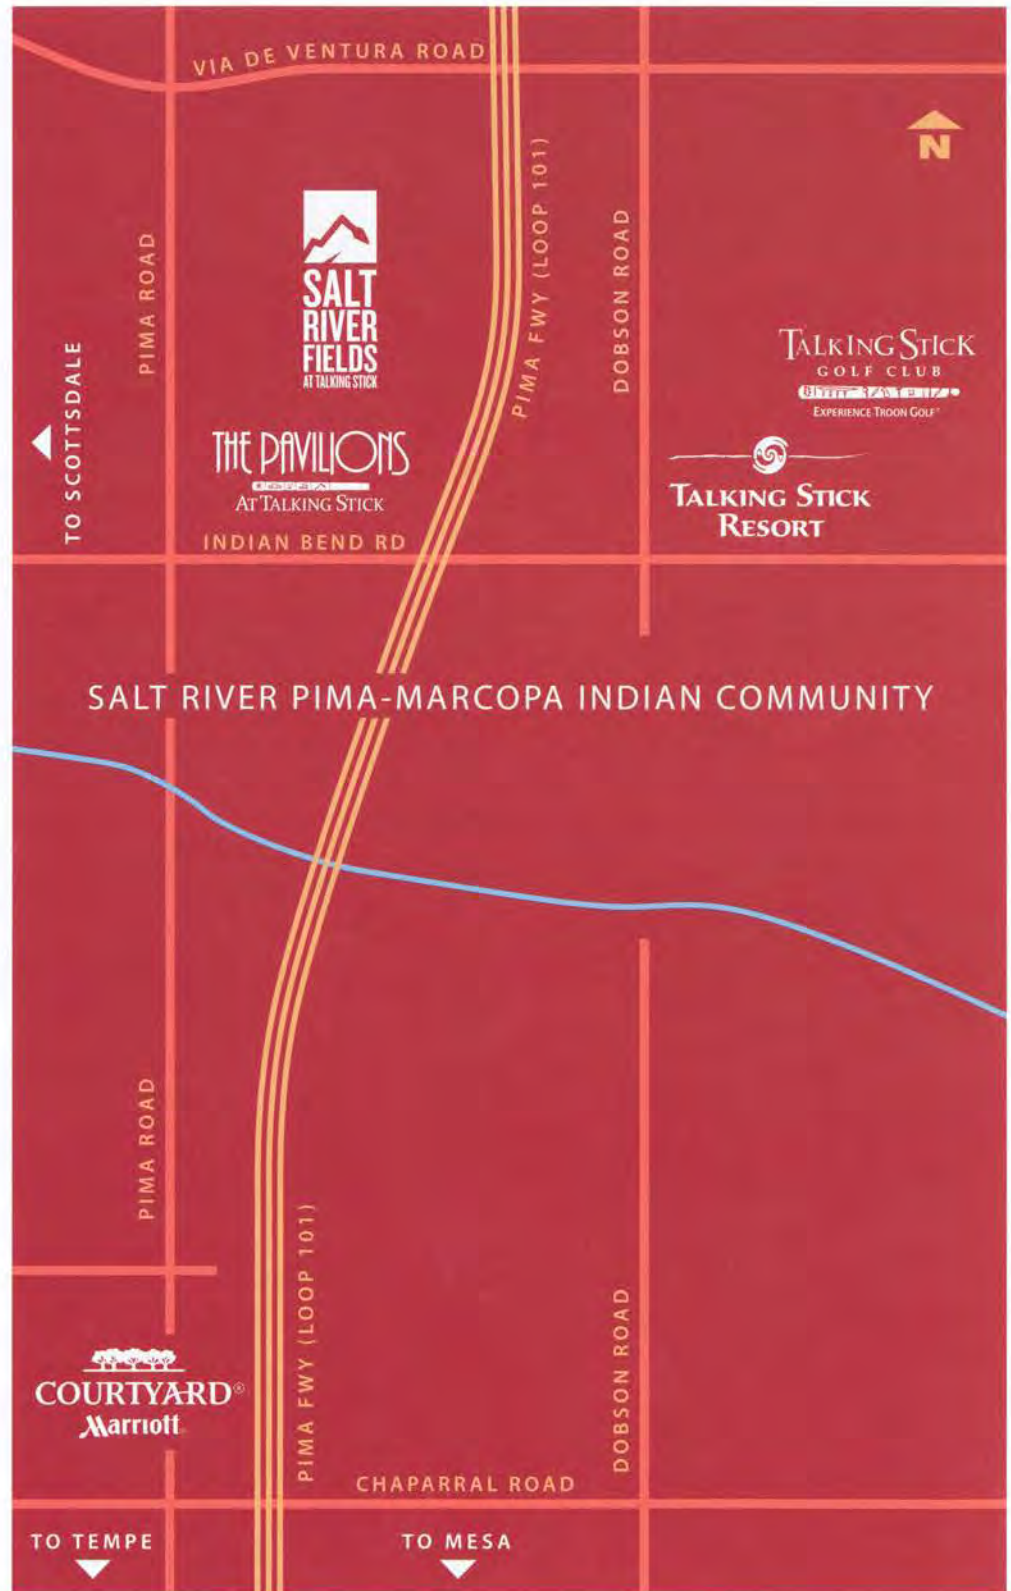 VIA DE VENTURA ROAD
N
PIMA ROAD
PIMA FWY (LOOP 101)
DOBSON ROAD
SALT
RIVER
FIELDS
AT TALKING STICK
TO SCOTTSDALE
TALKING STICK
GOLF CLUB
EXPERIENCE TROON GOLF
THE PAVILIONS
AT TALKING STICK
TALKING STICK
RESORT
INDIAN BEND RD
SALT RIVER PIMA-MARCOPA INDIAN COMMUNITY
PIMA ROAD
PIMA FWY (LOOP 101)
DOBSON ROAD
COURTYARD®
Marriott
CHAPARRAL ROAD
TO TEMPE
TO MESA